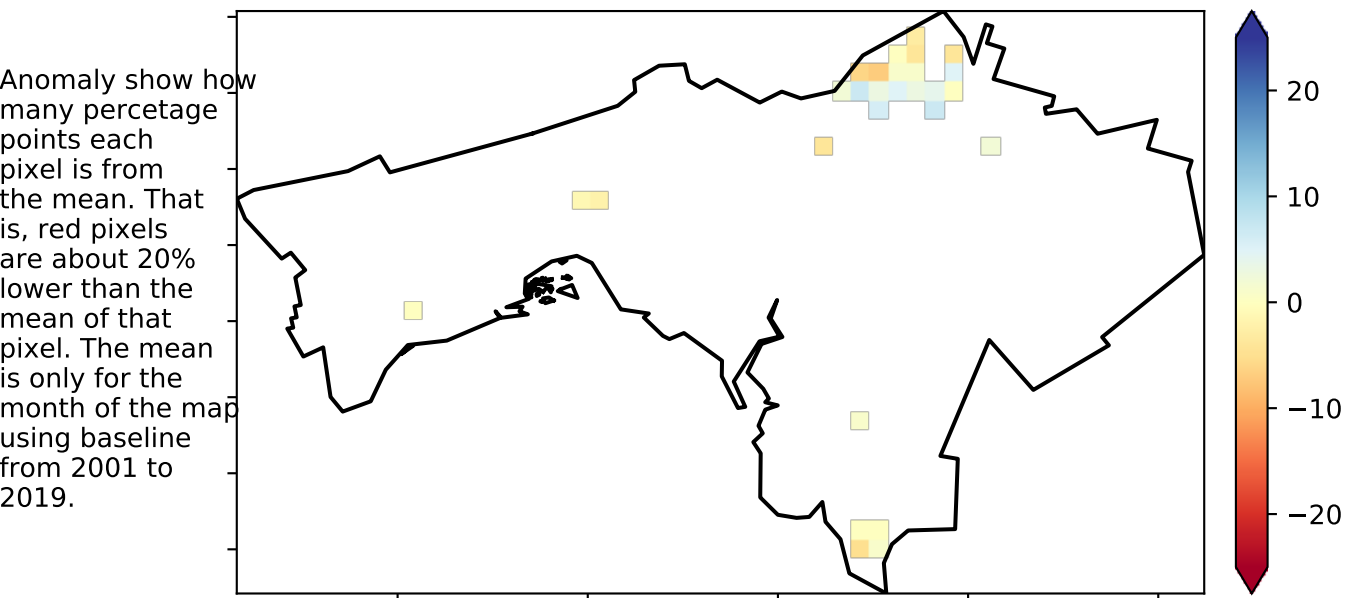 Anomaly show how
many percetage
points each
pixel is from
the mean. That
is, red pixels
are about 20%
lower than the
mean of that
pixel. The mean
is only for the
month of the map
using baseline
from 2001 to
2019.
20
10
0
−10
−20